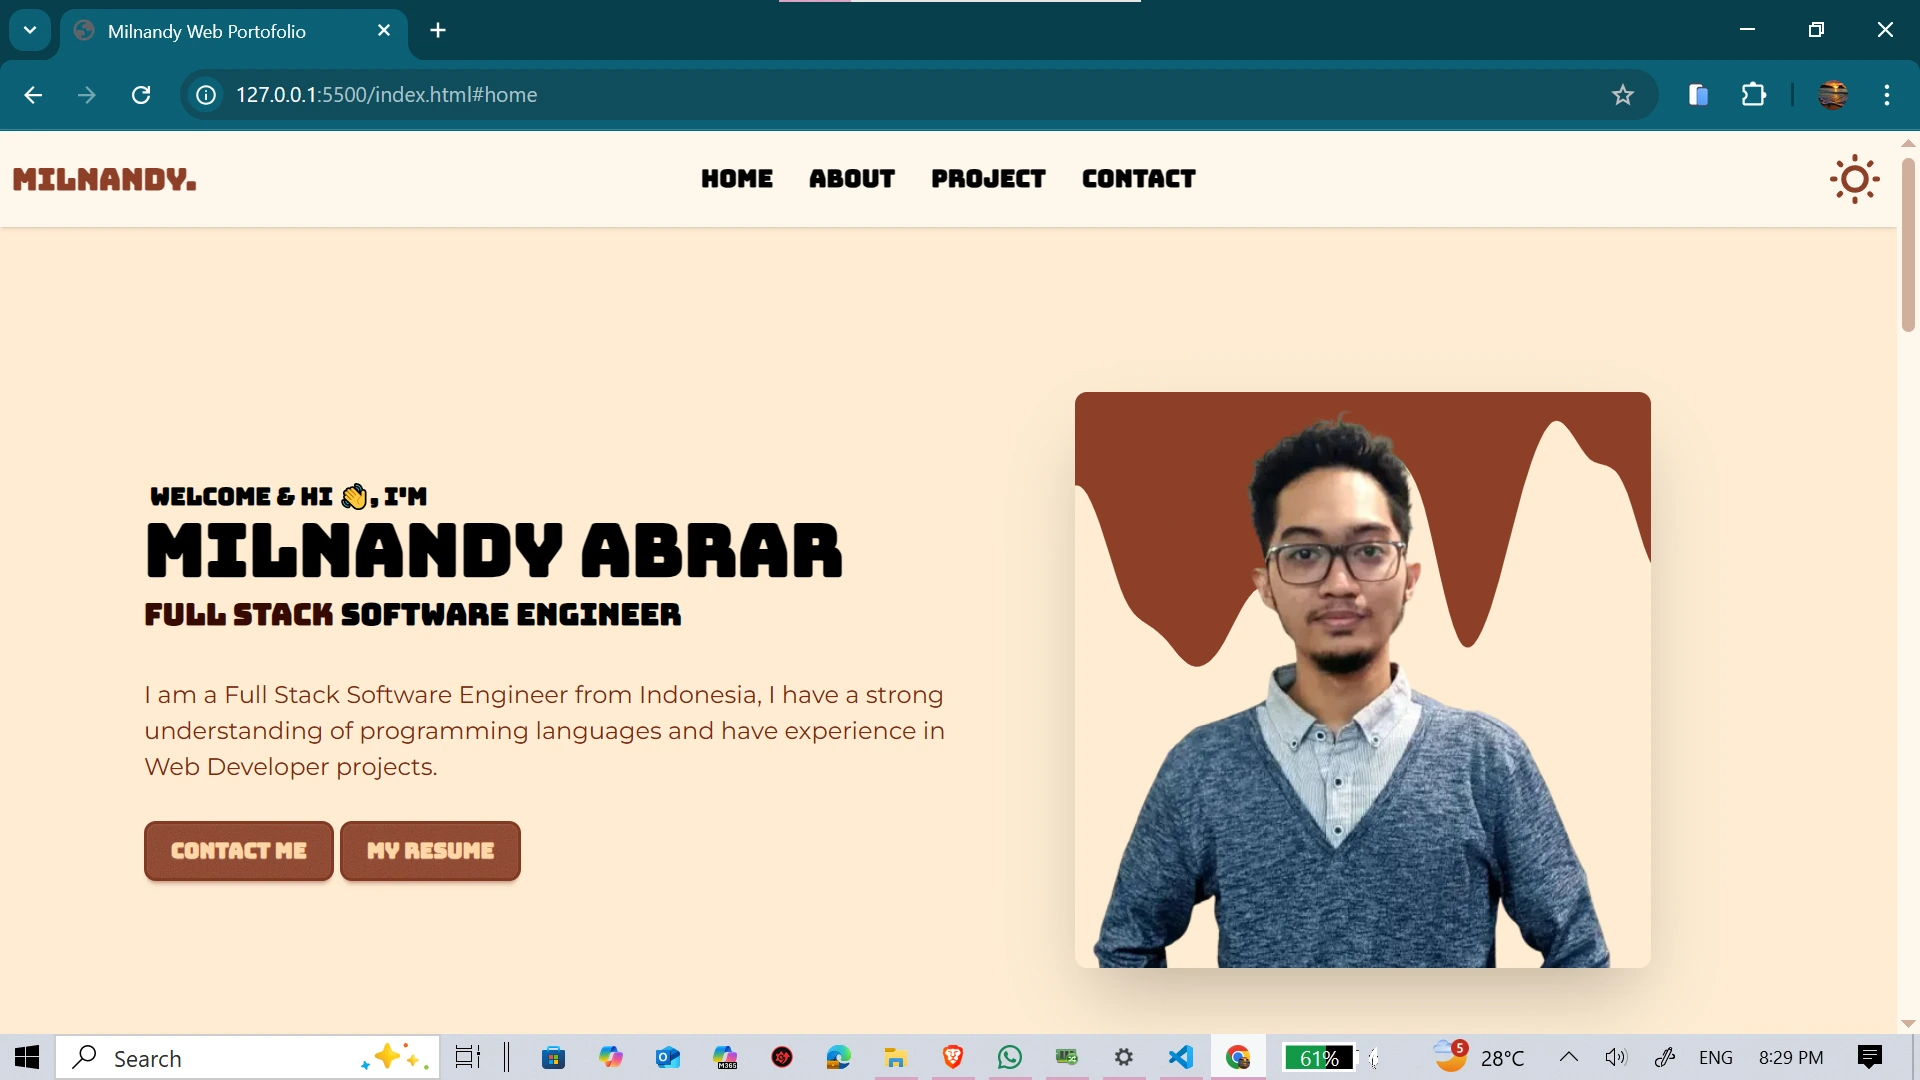 Milnandy Web Portofolio
127.0.0.1:5500/index.html#home
MILNANDY.
HOME ABOUT PROJECT CONTACT
WELCOME & HI 👋, I'M
MILNANDY ABRAR
FULL STACK SOFTWARE ENGINEER
I am a Full Stack Software Engineer from Indonesia, I have a strong
understanding of programming languages and have experience in
Web Developer projects.
CONTACT ME MY RESUME
Search
M365
61%
5
28°C
ENG
8:29 PM